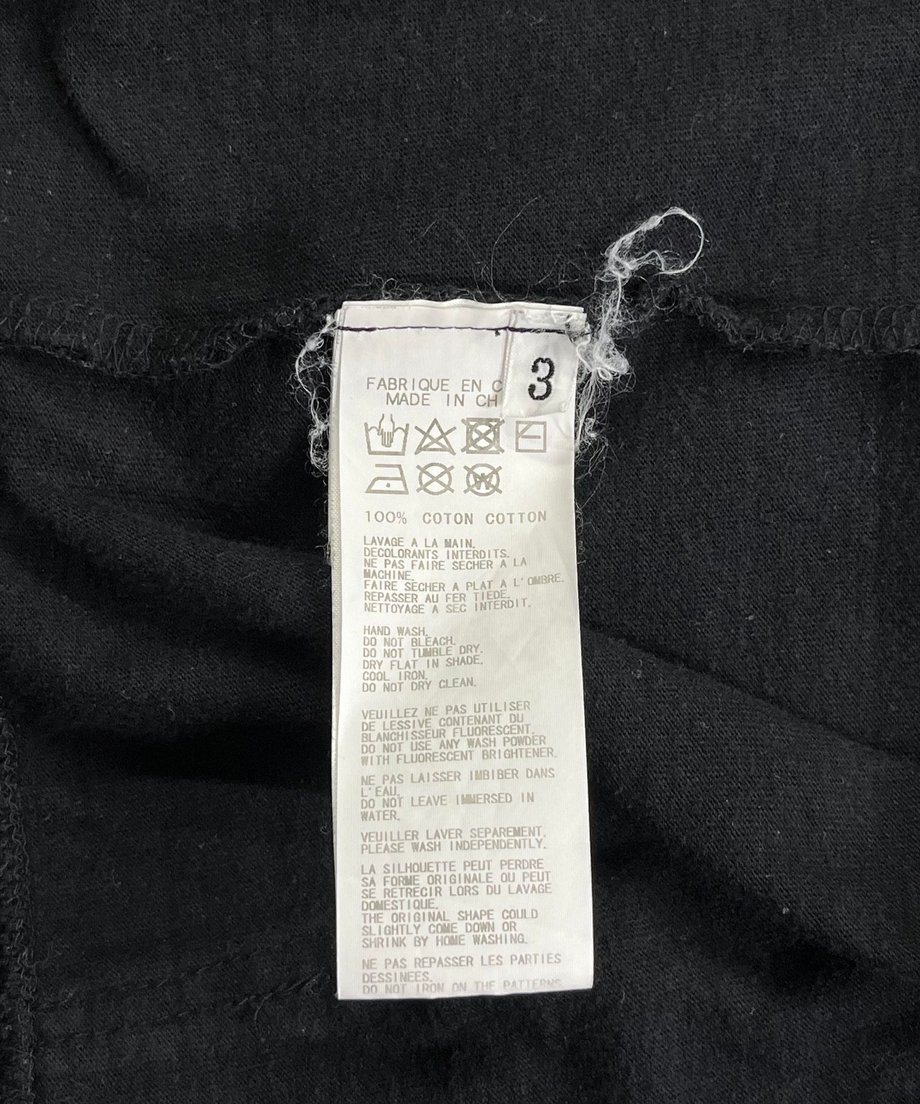 3
FABRIQUE EN C
MADE IN CH
W
100% COTON COTTON
LAVAGE A LA MAIN.
DECOLORANTS INTERDITS.
NE PAS FAIRE SECHER A LA
MACHINE.
FAIRE SECHER A PLAT A L'OMBRE.
REPASSER AU FER TIEDE.
NETTOYAGE A SEC INTERDIT.
HAND WASH.
DO NOT BLEACH.
DO NOT TUMBLE DRY.
DRY FLAT IN SHADE.
COOL IRON.
DO NOT DRY CLEAN.
VEUILLEZ NE PAS UTILISER
DE LESSIVE CONTENANT DU
BLANCHISSEUR FLUORESCENT.
DO NOT USE ANY WASH POWDER
WITH FLUORESCENT BRIGHTENER.
NE PAS LAISSER IMBIBER DANS
L'EAU.
DO NOT LEAVE IMMERSED IN
WATER.
VEUILLER LAVER SEPAREMENT.
PLEASE WASH INDEPENDENTLY.
LA SILHOUETTE PEUT PERDRE
SA FORME ORIGINALE OU PEUT
SE RETRECIR LORS DU LAVAGE
DOMESTIQUE.
THE ORIGINAL SHAPE COULD
SLIGHTLY COME DOWN OR
SHRINK BY HOME WASHING.
NE PAS REPASSER LES PARTIES
DESSINEES.
DO NOT IRON ON THE PATTERNS